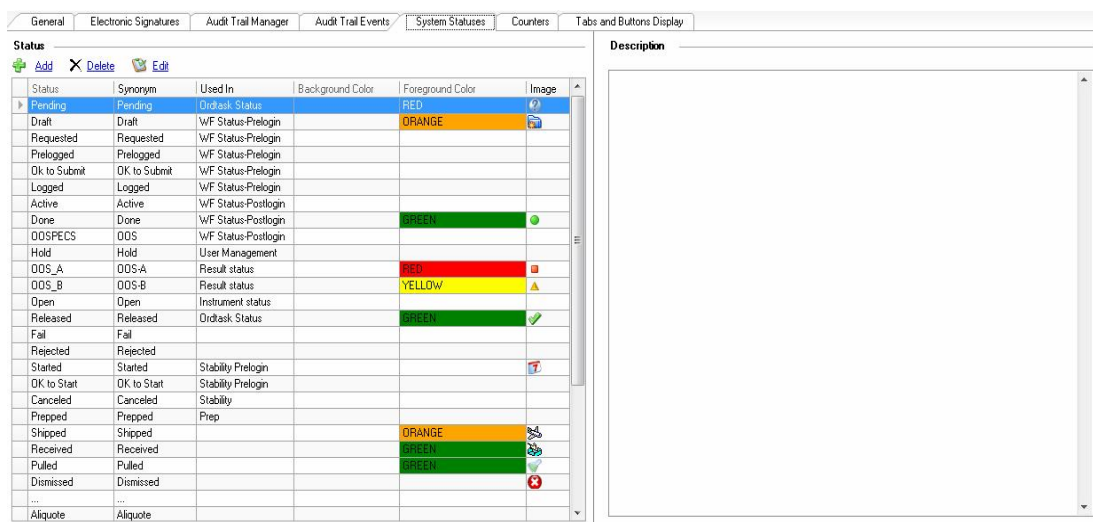 General Electronic Signatures Audit Trail Manager Audit Trail Events System Statuses Counters Tabs and Buttons Display
Status
Add Delete Edit
Status Synonym Used In Background Color Foreground Color Image
Pending Pending Ordtask Status RED
Draft Draft WF Status-Prelogin ORANGE
Requested Requested WF Status-Prelogin
Prelogged Prelogged WF Status-Prelogin
Ok to Submit OK to Submit WF Status-Prelogin
Logged Logged WF Status-Prelogin
Active Active WF Status-Postlogin
Done Done WF Status-Postlogin GREEN
OOSPECS OOS WF Status-Postlogin
Hold Hold User Management
OOS_A OOS-A Result status RED
OOS_B OOS-B Result status YELLOW
Open Open Instrument status
Released Released Ordtask Status GREEN
Fail Fail
Rejected Rejected
Started Started Stability Prelogin
OK to Start OK to Start Stability Prelogin
Canceled Canceled Stability
Prepped Prepped Prep
Shipped Shipped ORANGE
Received Received GREEN
Pulled Pulled GREEN
Dismissed Dismissed
... ...
Aliquote Aliquote
Description